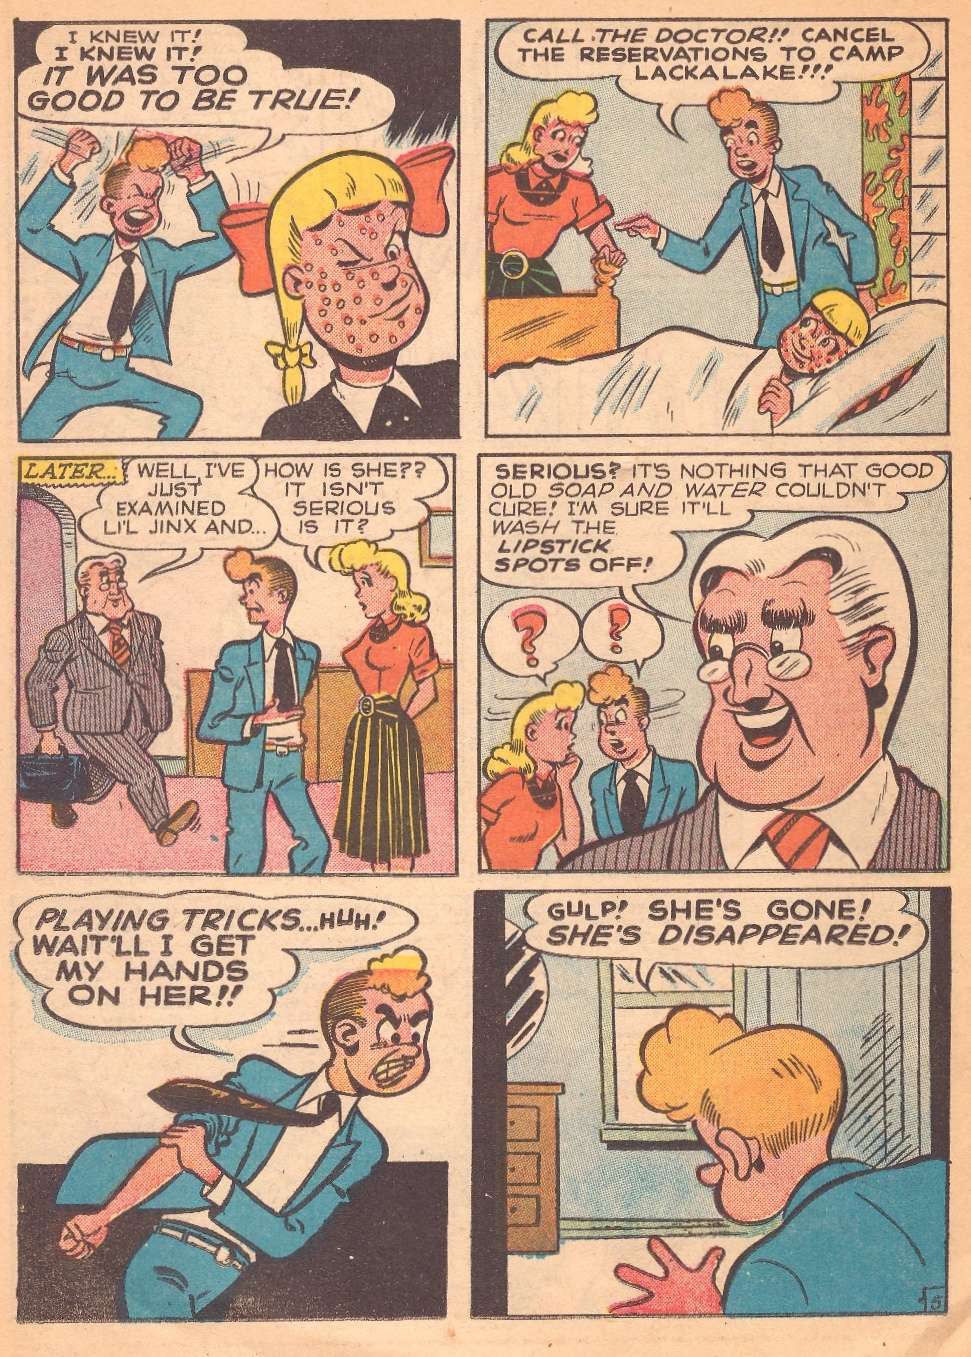 I KNEW IT!
I KNEW IT!
IT WAS TOO
GOOD TO BE TRUE!
CALL THE DOCTOR!! CANCEL
THE RESERVATIONS TO CAMP
LACKALAKE!!!
LATER...
WELL, I'VE
JUST
EXAMINED
LI'L JINX AND...
HOW IS SHE??
IT ISN'T
SERIOUS
IS IT?
SERIOUS? IT'S NOTHING THAT GOOD
OLD SOAP AND WATER COULDN'T
CURE! I'M SURE IT'LL
WASH THE
LIPSTICK
SPOTS OFF!
?
?
PLAYING TRICKS...HUH!
WAIT'LL I GET
MY HANDS
ON HER!!
GULP! SHE'S GONE!
SHE'S DISAPPEARED!
5